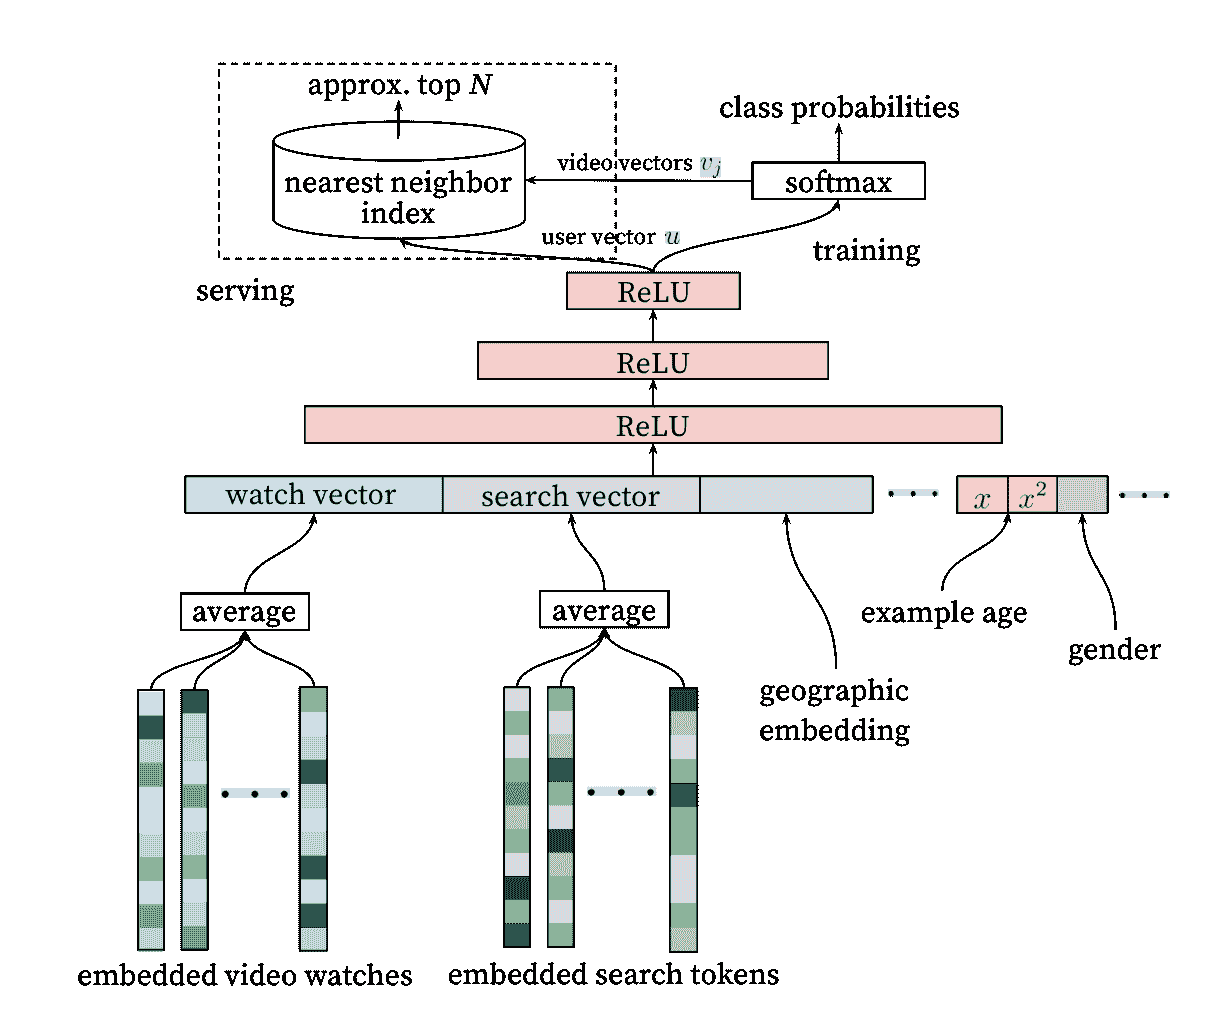 approx. top N
class probabilities
video vectors v_j
nearest neighbor
index
softmax
user vector u
training
serving
ReLU
ReLU
ReLU
watch vector
search vector
x
x²
average
average
example age
gender
geographic
embedding
embedded video watches
embedded search tokens